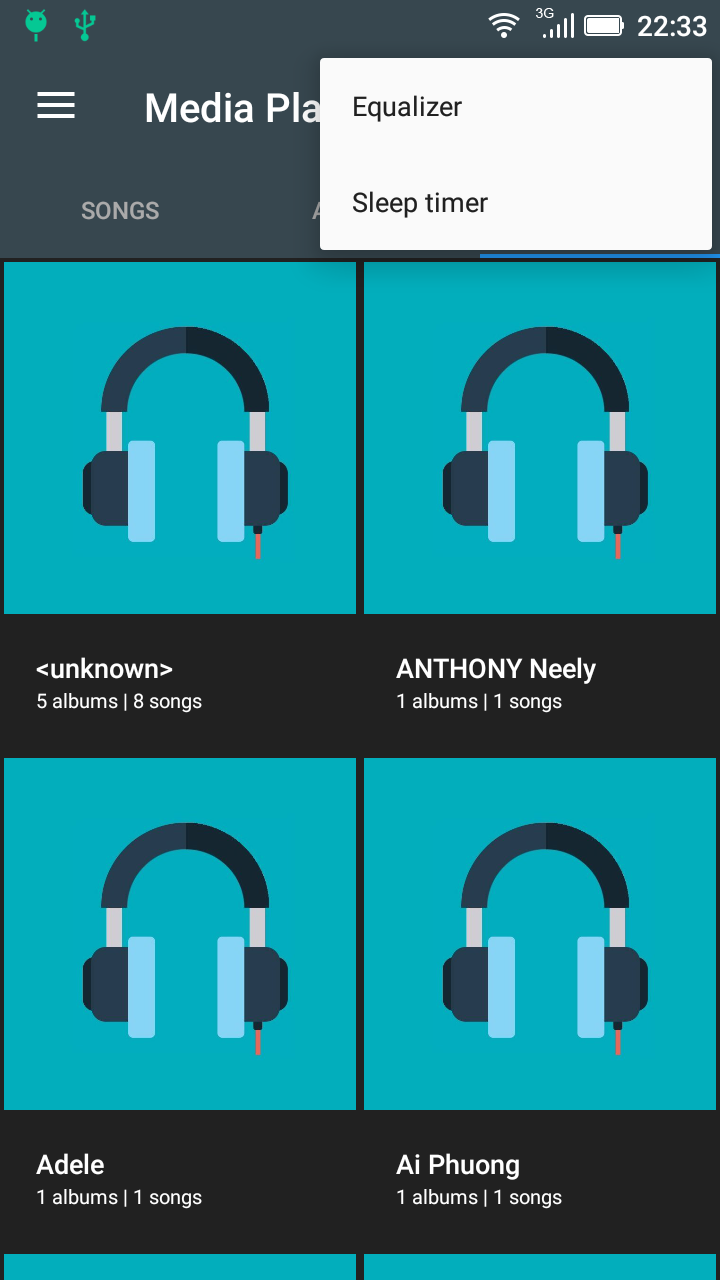 3G 22:33
Media Pla
Equalizer
SONGS
A
Sleep timer
<unknown>
5 albums | 8 songs
ANTHONY Neely
1 albums | 1 songs
Adele
1 albums | 1 songs
Ai Phuong
1 albums | 1 songs